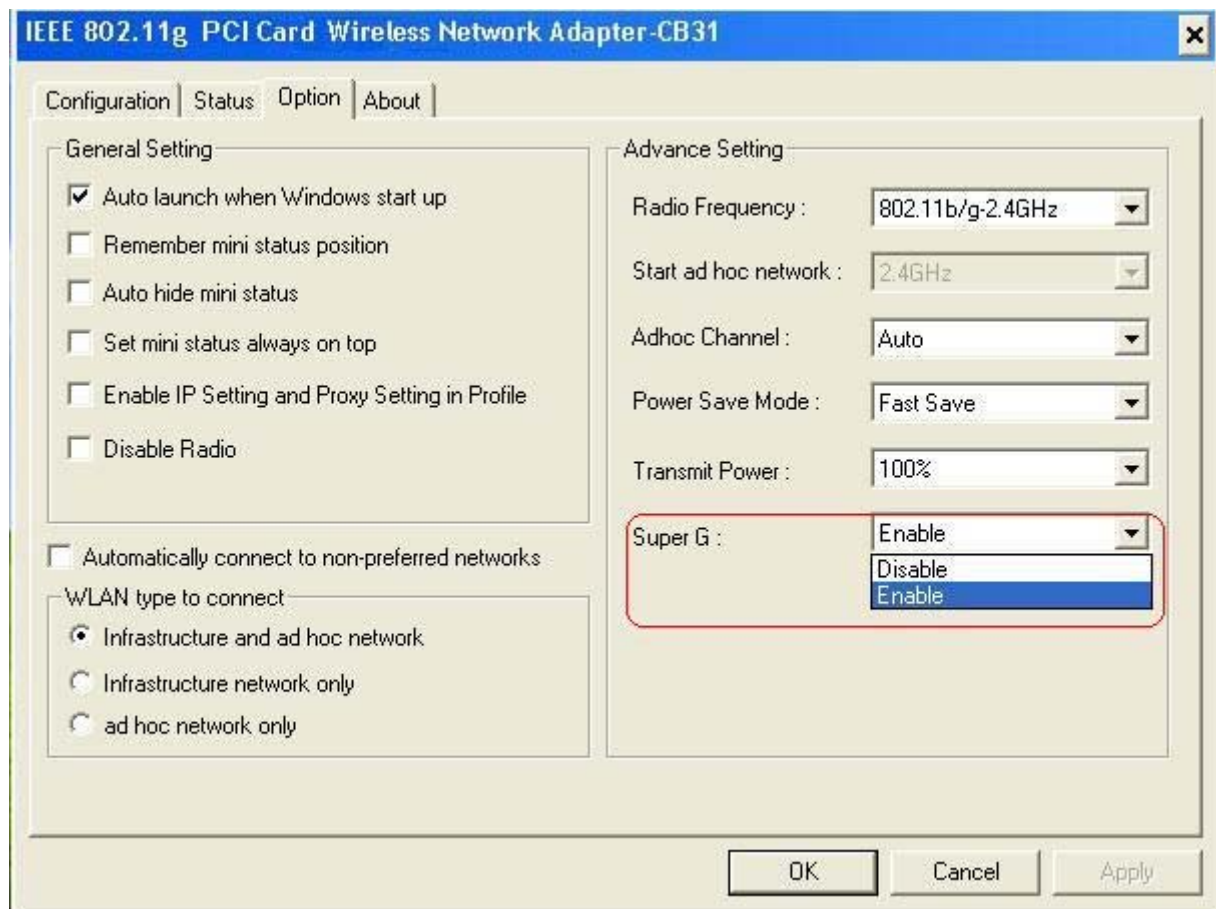 IEEE 802.11g PCI Card Wireless Network Adapter-CB31
Configuration
Status
Option
About
General Setting
Auto launch when Windows start up
Remember mini status position
Auto hide mini status
Set mini status always on top
Enable IP Setting and Proxy Setting in Profile
Disable Radio
Automatically connect to non-preferred networks
WLAN type to connect
Infrastructure and ad hoc network
Infrastructure network only
ad hoc network only
Advance Setting
Radio Frequency : 802.11b/g-2.4GHz
Start ad hoc network : 2.4GHz
Adhoc Channel : Auto
Power Save Mode : Fast Save
Transmit Power : 100%
Super G : Enable
Disable
Enable
OK
Cancel
Apply